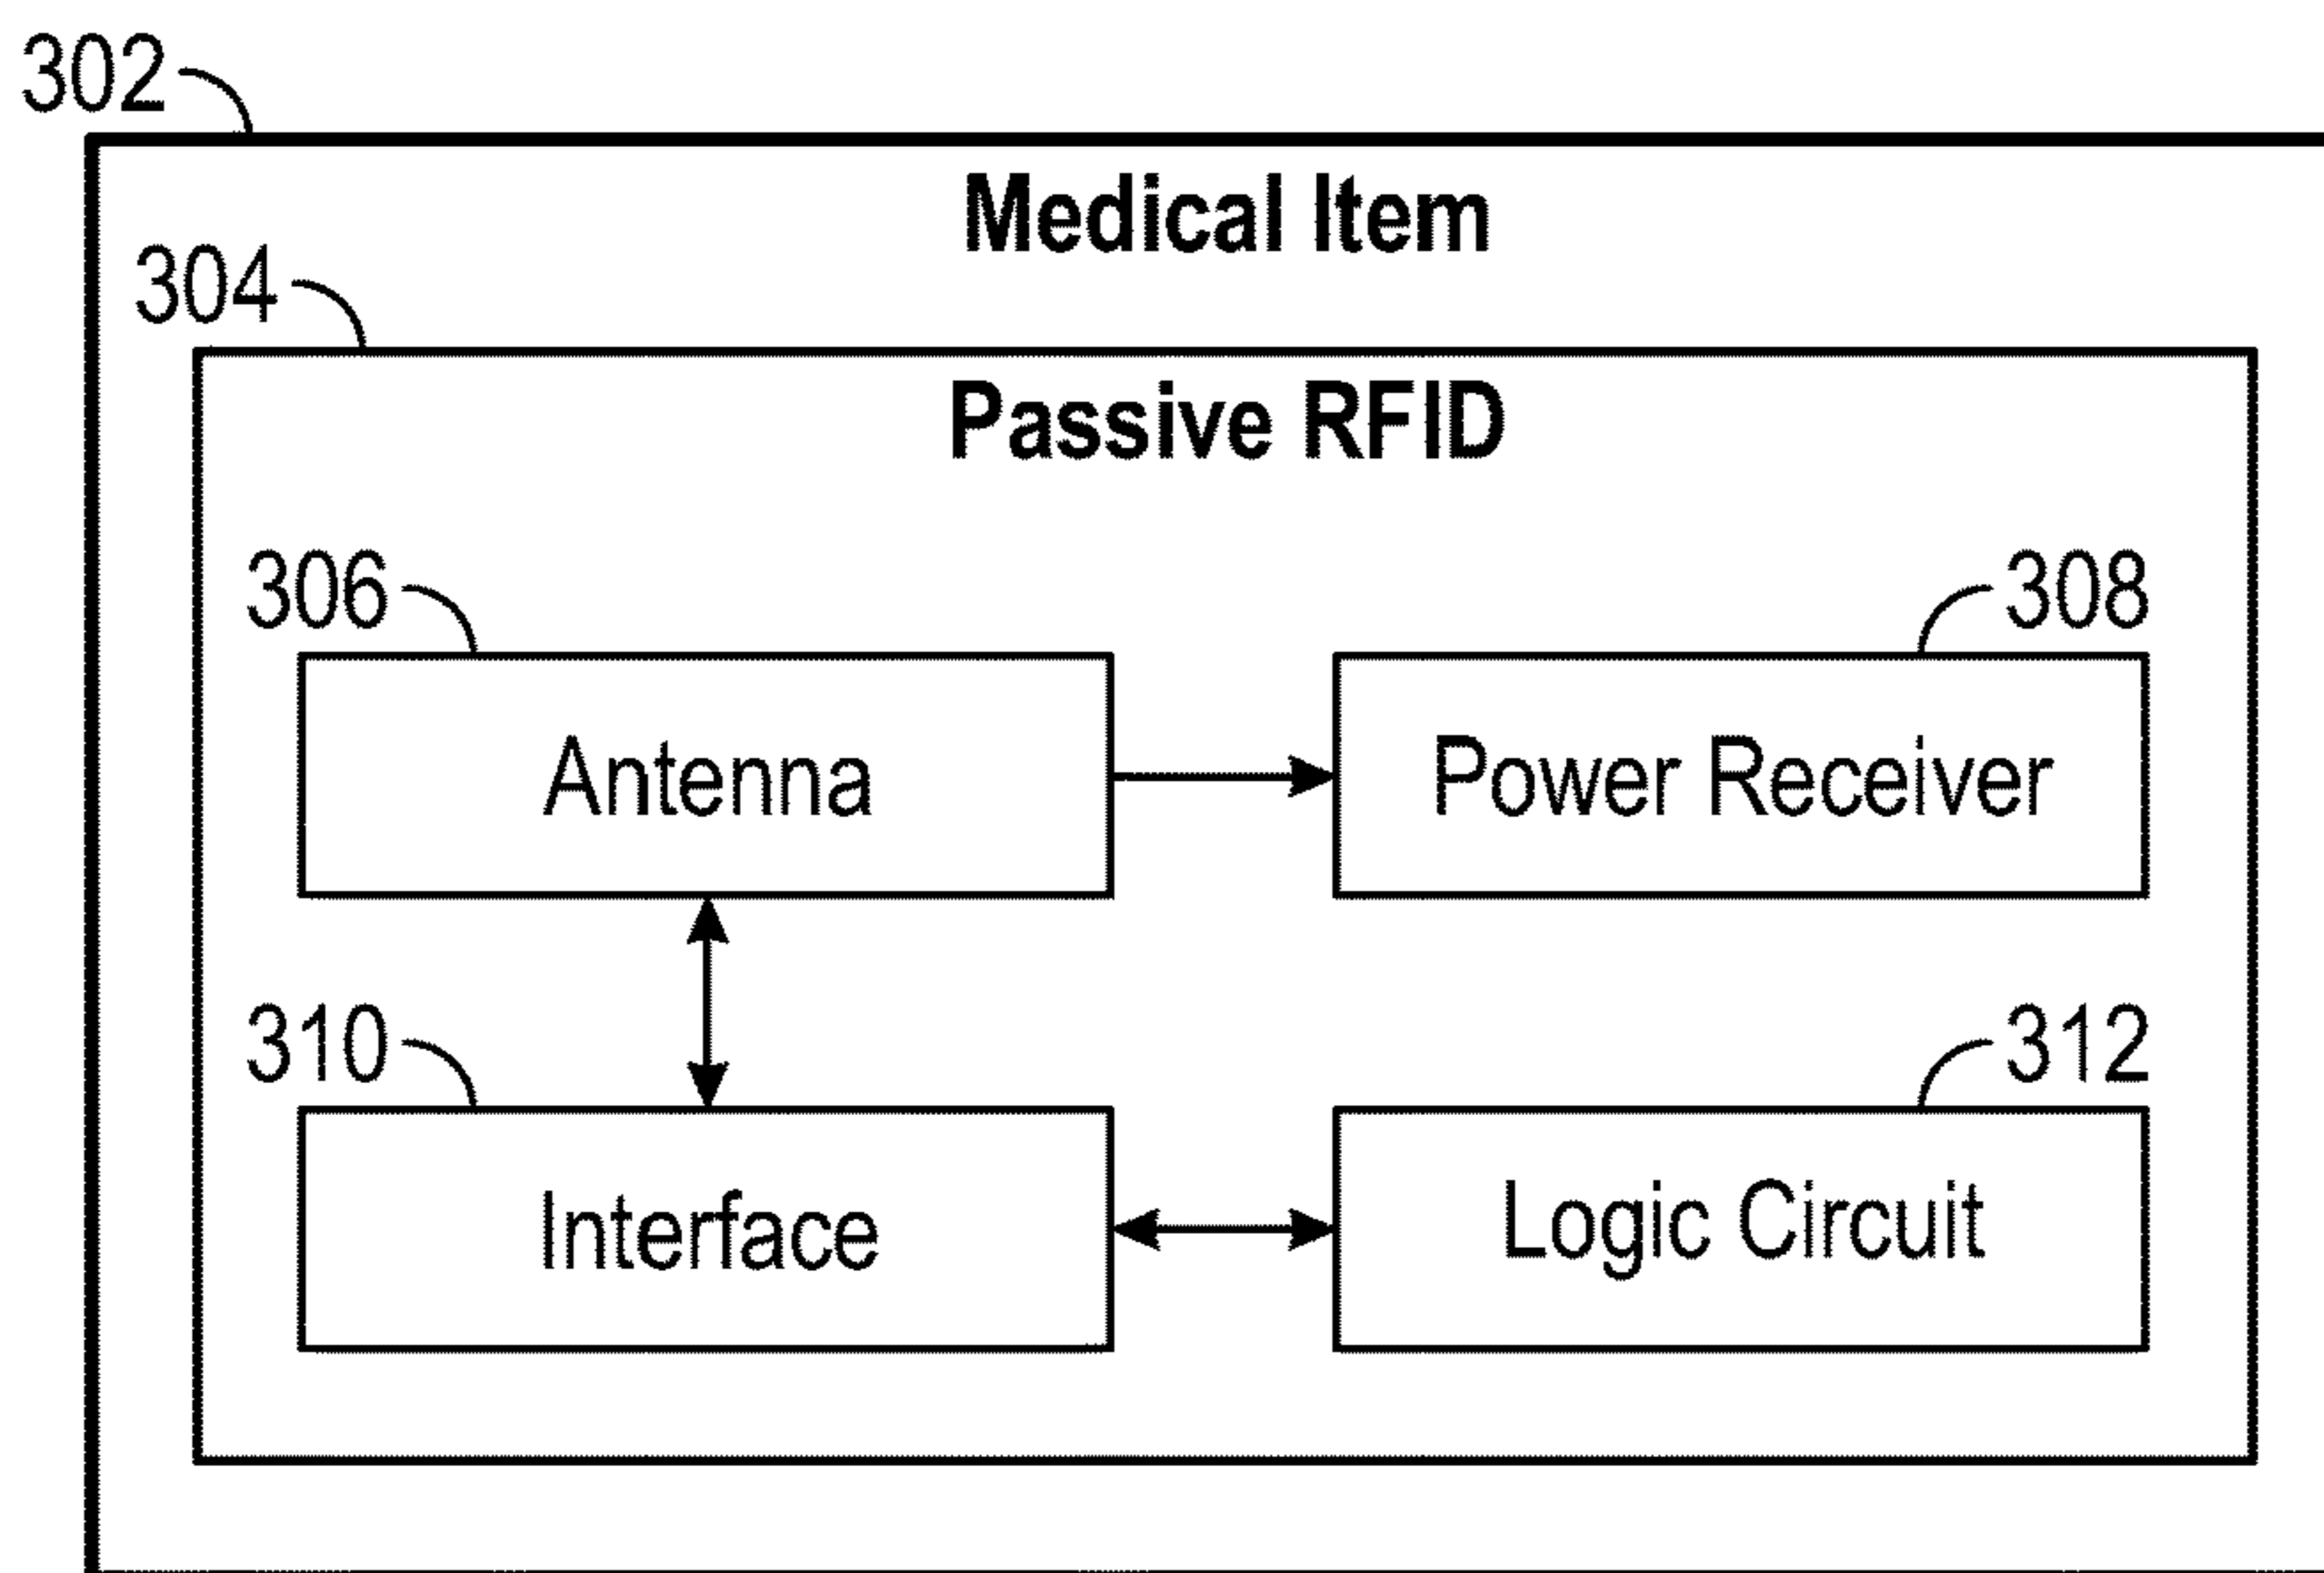 302
Medical Item
304
Passive RFID
306
308
Antenna
Power Receiver
310
312
Interface
Logic Circuit